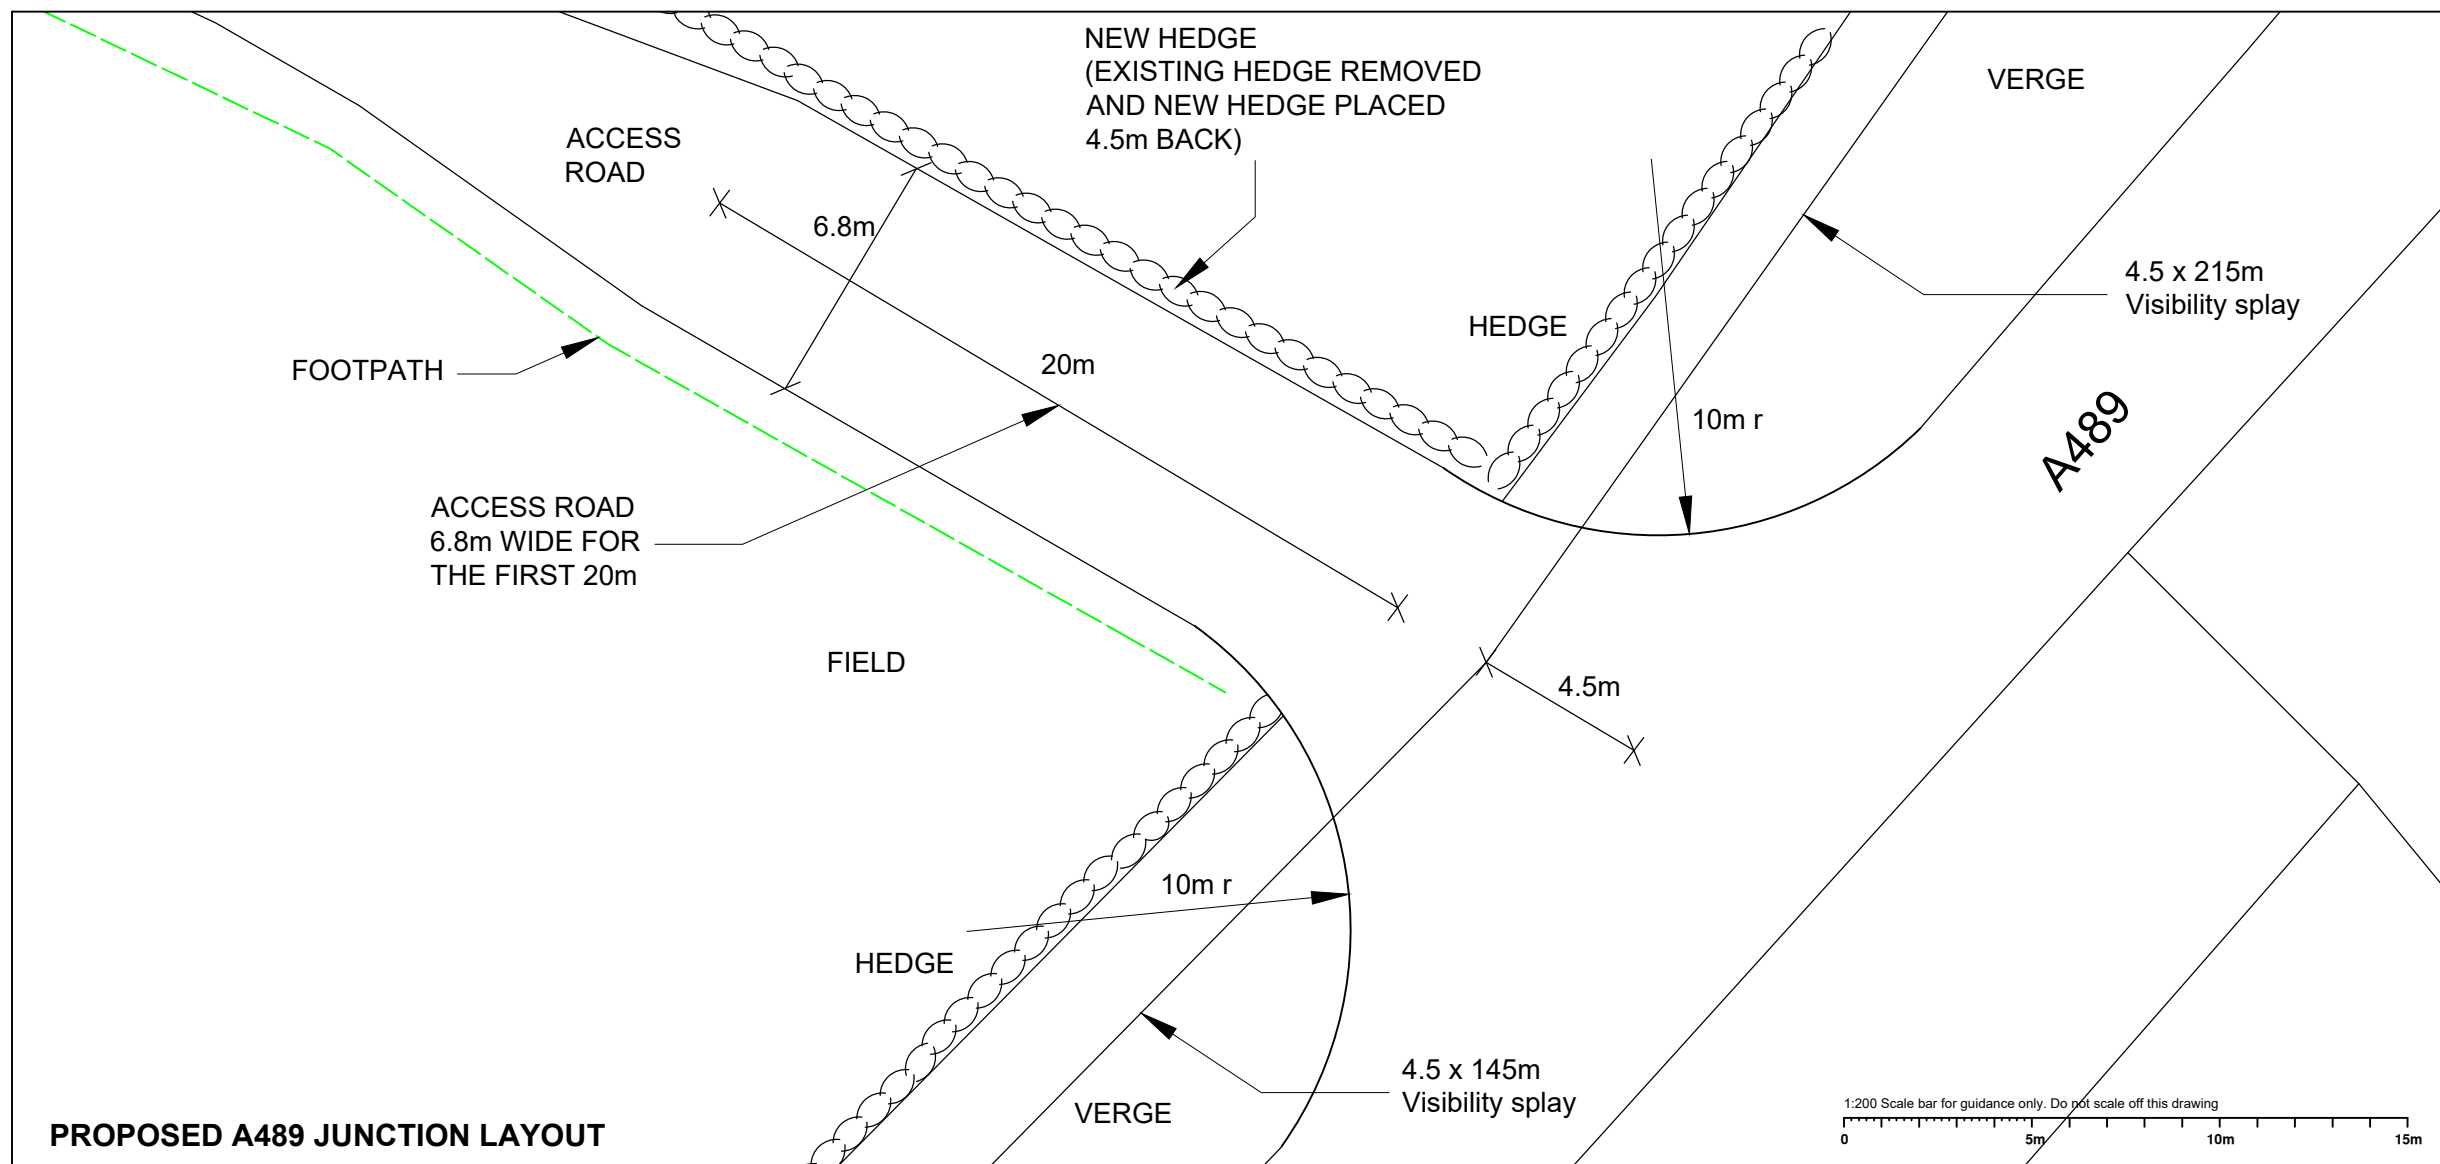 NEW HEDGE
(EXISTING HEDGE REMOVED
AND NEW HEDGE PLACED
4.5m BACK)
VERGE
ACCESS
ROAD
6.8m
4.5 x 215m
Visibility splay
HEDGE
FOOTPATH
20m
10m r
A489
ACCESS ROAD
6.8m WIDE FOR
THE FIRST 20m
FIELD
4.5m
10m r
HEDGE
4.5 x 145m
Visibility splay
VERGE
1:200 Scale bar for guidance only. Do not scale off this drawing
0 5m 10m 15m
PROPOSED A489 JUNCTION LAYOUT